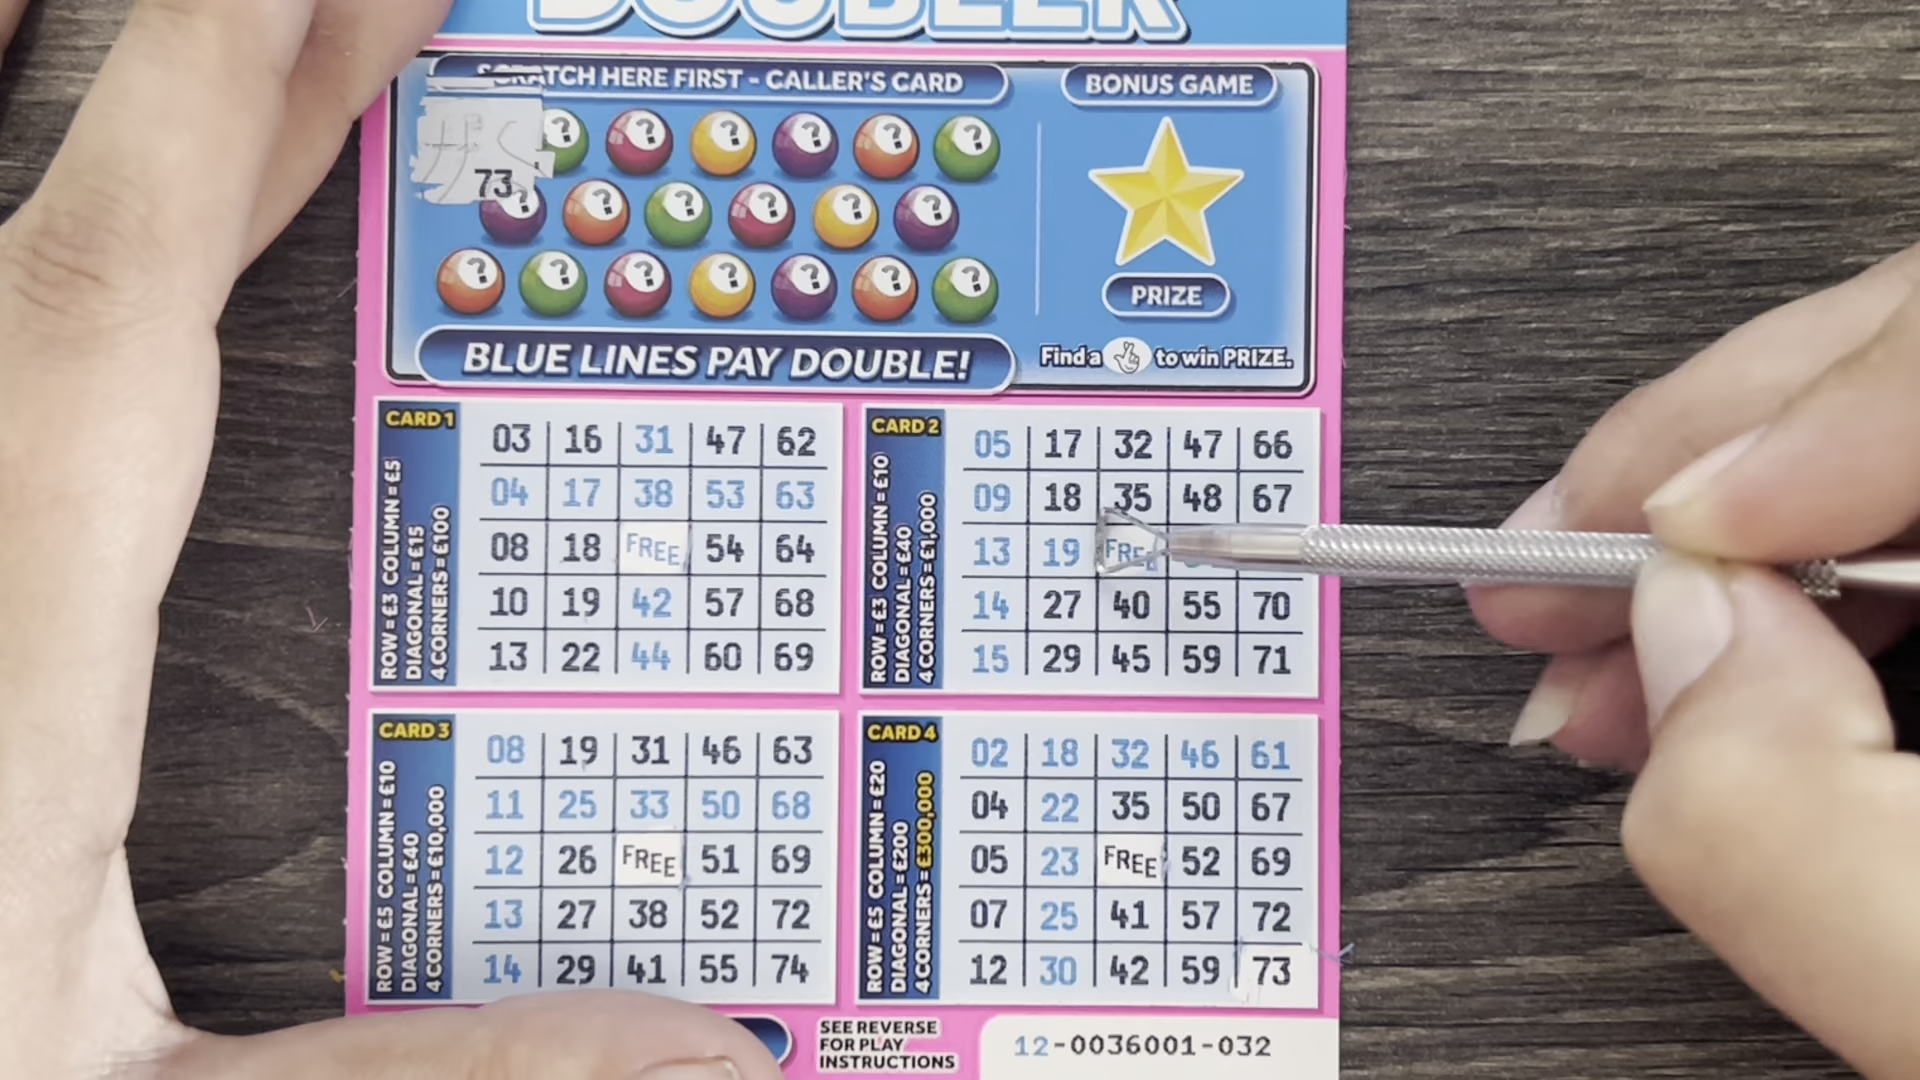 DOUBLER
SCRATCH HERE FIRST - CALLER'S CARD
BONUS GAME
73
PRIZE
BLUE LINES PAY DOUBLE!
Find a to win PRIZE.
CARD 1
ROW = £3 COLUMN = £5
DIAGONAL = £15
4 CORNERS = £100
03 16 31 47 62
04 17 38 53 63
08 18 FREE 54 64
10 19 42 57 68
13 22 44 60 69
CARD 2
ROW = £3 COLUMN = £10
DIAGONAL = £40
4 CORNERS = £1,000
05 17 32 47 66
09 18 35 48 67
13 19 FREE
14 27 40 55 70
15 29 45 59 71
CARD 3
ROW = £5 COLUMN = £10
DIAGONAL = £40
4 CORNERS = £10,000
08 19 31 46 63
11 25 33 50 68
12 26 FREE 51 69
13 27 38 52 72
14 29 41 55 74
CARD 4
ROW = £5 COLUMN = £20
DIAGONAL = £200
4 CORNERS = £300,000
02 18 32 46 61
04 22 35 50 67
05 23 FREE 52 69
07 25 41 57 72
12 30 42 59 73
SEE REVERSE
FOR PLAY
INSTRUCTIONS
12-0036001-032